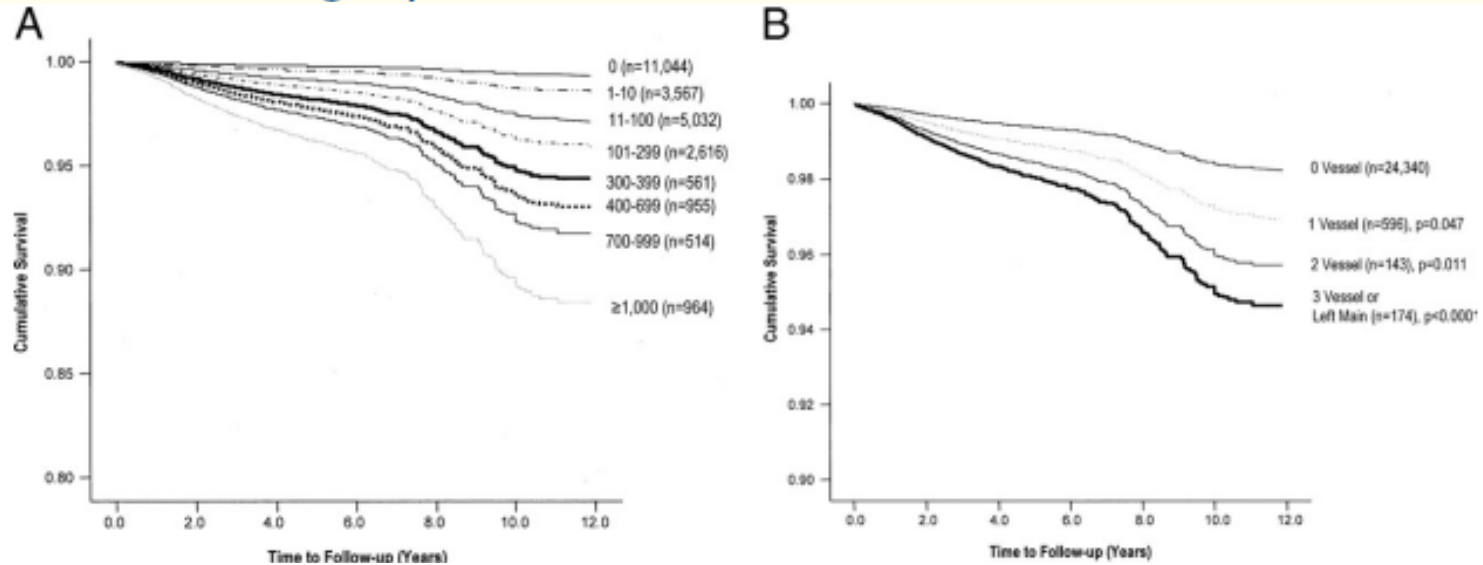 A
1.00
0.95
0.90
0.85
0.80
Cumulative Survival
0 (n=11,044)
1-10 (n=3,567)
11-100 (n=5,032)
101-299 (n=2,616)
300-399 (n=561)
400-699 (n=955)
700-999 (n=514)
≥1,000 (n=964)
0.0 2.0 4.0 6.0 8.0 10.0 12.0
Time to Follow-up (Years)
B
1.00
0.98
0.96
0.94
0.92
0.90
Cumulative Survival
0 Vessel (n=24,340)
1 Vessel (n=596), p=0.047
2 Vessel (n=143), p=0.011
3 Vessel or
Left Main (n=174), p<0.000
0.0 2.0 4.0 6.0 8.0 10.0 12.0
Time to Follow-up (Years)